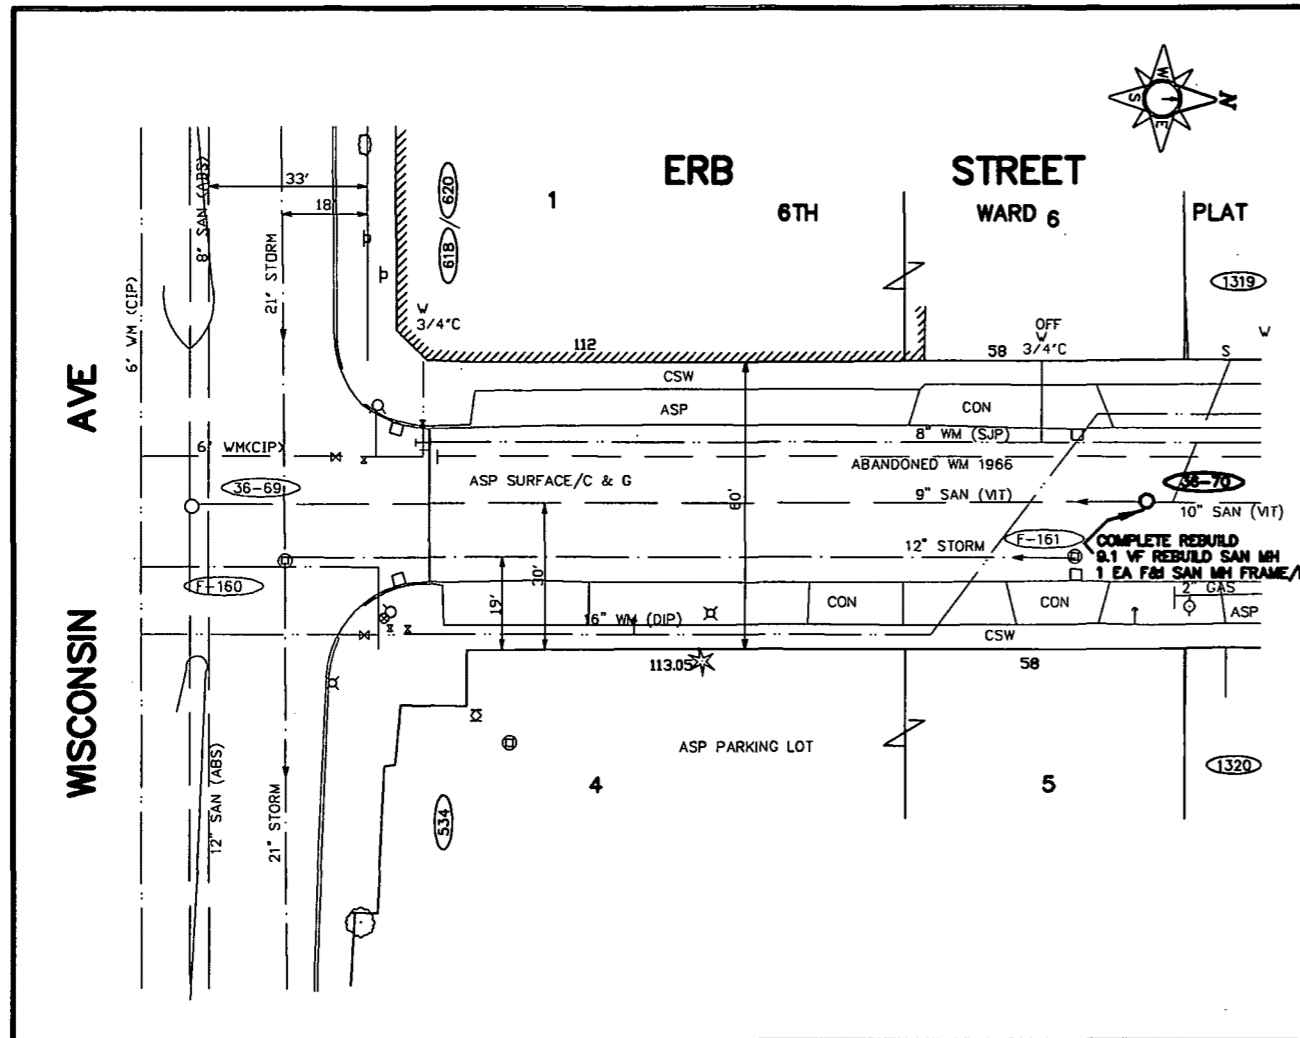 W
S
N
E
ERB STREET
1
6TH WARD 6 PLAT
33'
18'
8" SAN (ABS)
6" WM (CIP)
21" STORM
618 / 620
W
3/4"C
112
1319
OFF
W
3/4"C
58
W
S
CSW
ASP
CON
8" WM (SJP)
ABANDONED WM 1966
6" WM(CIP)
36-69
ASP SURFACE/C & G
9" SAN (VIT)
36-70
10" SAN (VIT)
12" STORM
F-161
COMPLETE REBUILD
9.1 VF REBUILD SAN MH
1 EA F&I SAN MH FRAME/
F-160
30'
19'
2" GAS
CON
CON
ASP
16" WM (DIP)
CSW
113.05
58
WISCONSIN AVE
12" SAN (ABS)
21" STORM
ASP PARKING LOT
4
5
1320
534